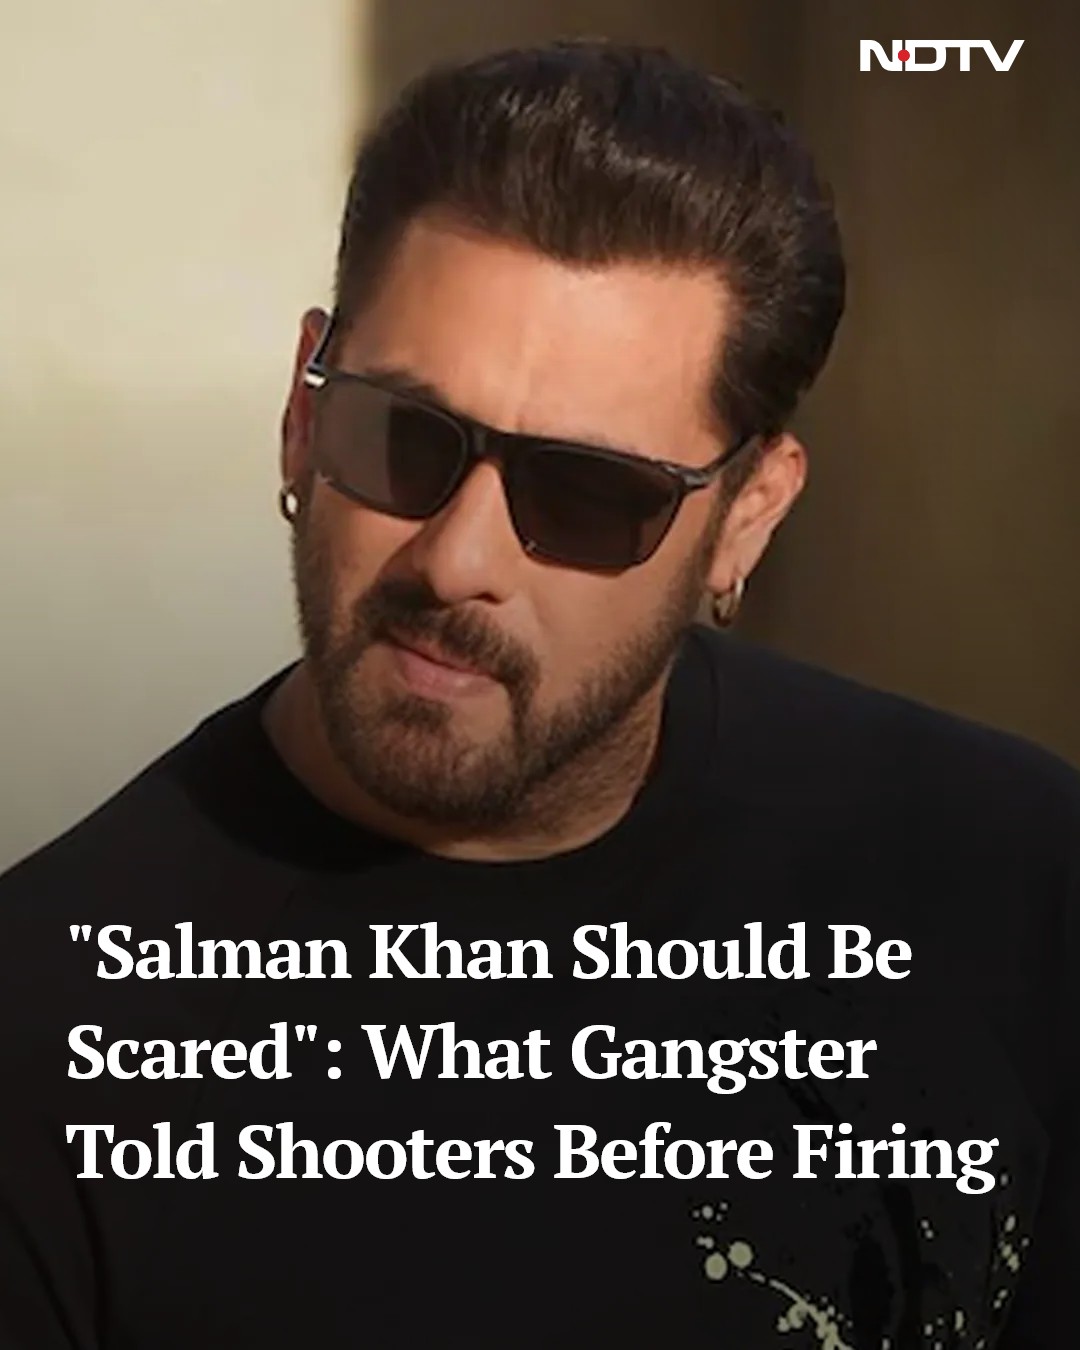 NDTV
"Salman Khan Should Be
Scared": What Gangster
Told Shooters Before Firing